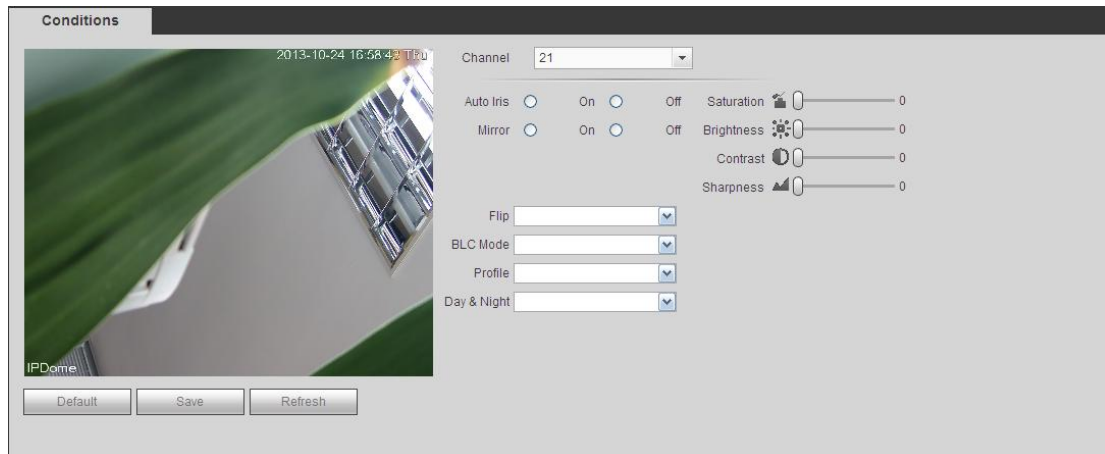 Conditions
2013-10-24 16:58:43 Thu
Channel 21
Auto Iris On Off Saturation 0
Mirror On Off Brightness 0
Contrast 0
Sharpness 0
Flip
BLC Mode
Profile
Day & Night
IPDome
Default Save Refresh